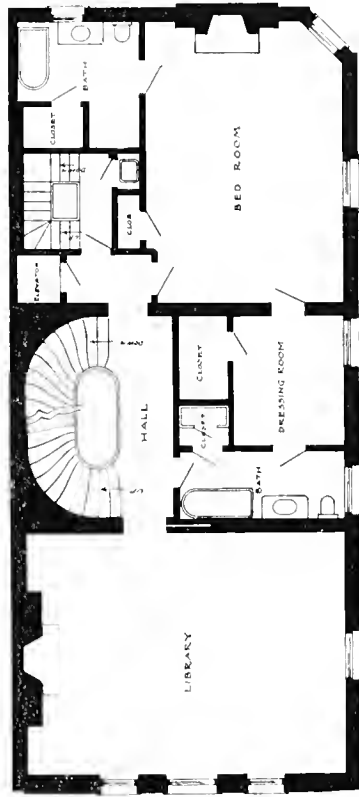 BATH
CLOSET
BED ROOM
CLOS.
ELEVATOR
HALL
CLOSET
DRESSING ROOM
CLOSET
BATH
LIBRARY